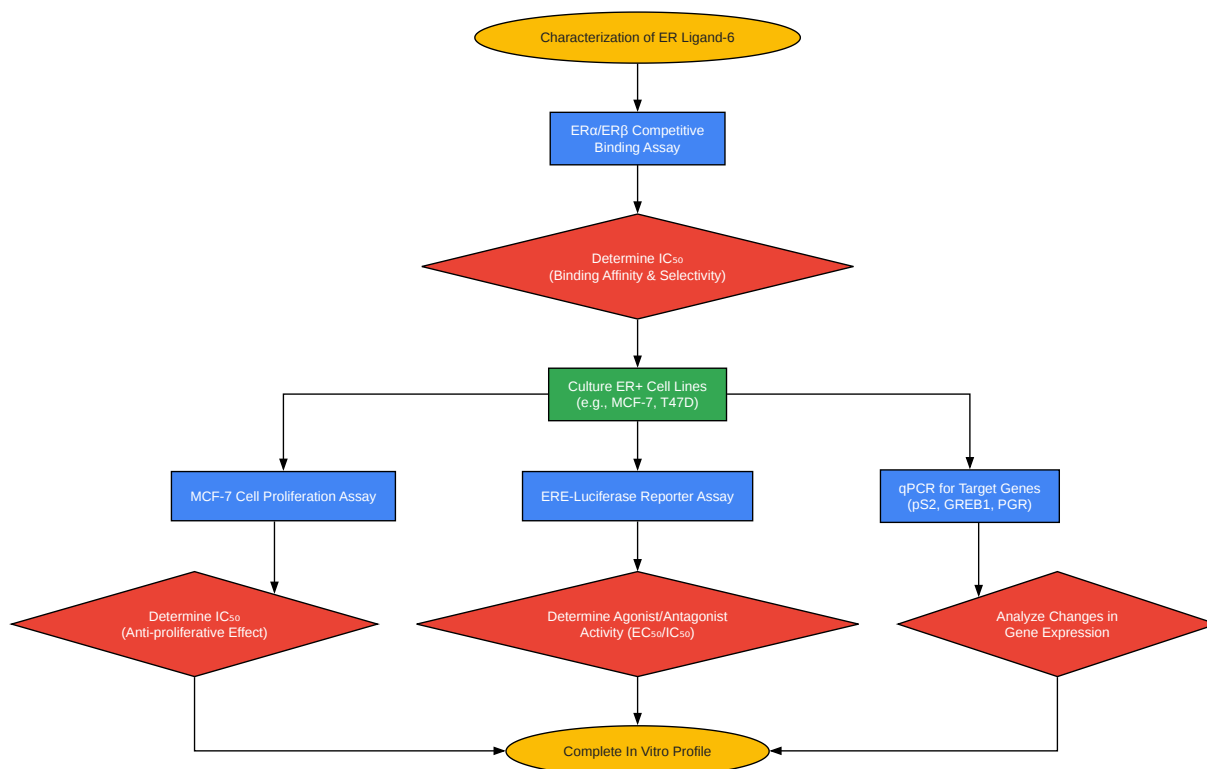 Characterization of ER Ligand-6
ERα/ERβ Competitive
Binding Assay
Determine IC₅₀
(Binding Affinity & Selectivity)
Culture ER+ Cell Lines
(e.g., MCF-7, T47D)
MCF-7 Cell Proliferation Assay
ERE-Luciferase Reporter Assay
qPCR for Target Genes
(pS2, GREB1, PGR)
Determine IC₅₀
(Anti-proliferative Effect)
Determine Agonist/Antagonist
Activity (EC₅₀/IC₅₀)
Analyze Changes in
Gene Expression
Complete In Vitro Profile